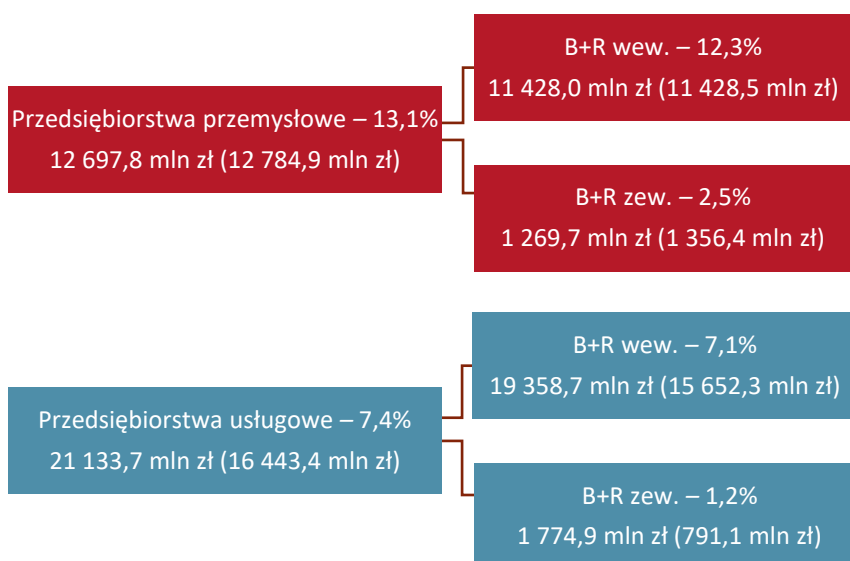 Przedsiębiorstwa przemysłowe – 13,1%
12 697,8 mln zł (12 784,9 mln zł)
B+R wew. – 12,3%
11 428,0 mln zł (11 428,5 mln zł)
B+R zew. – 2,5%
1 269,7 mln zł (1 356,4 mln zł)
Przedsiębiorstwa usługowe – 7,4%
21 133,7 mln zł (16 443,4 mln zł)
B+R wew. – 7,1%
19 358,7 mln zł (15 652,3 mln zł)
B+R zew. – 1,2%
1 774,9 mln zł (791,1 mln zł)